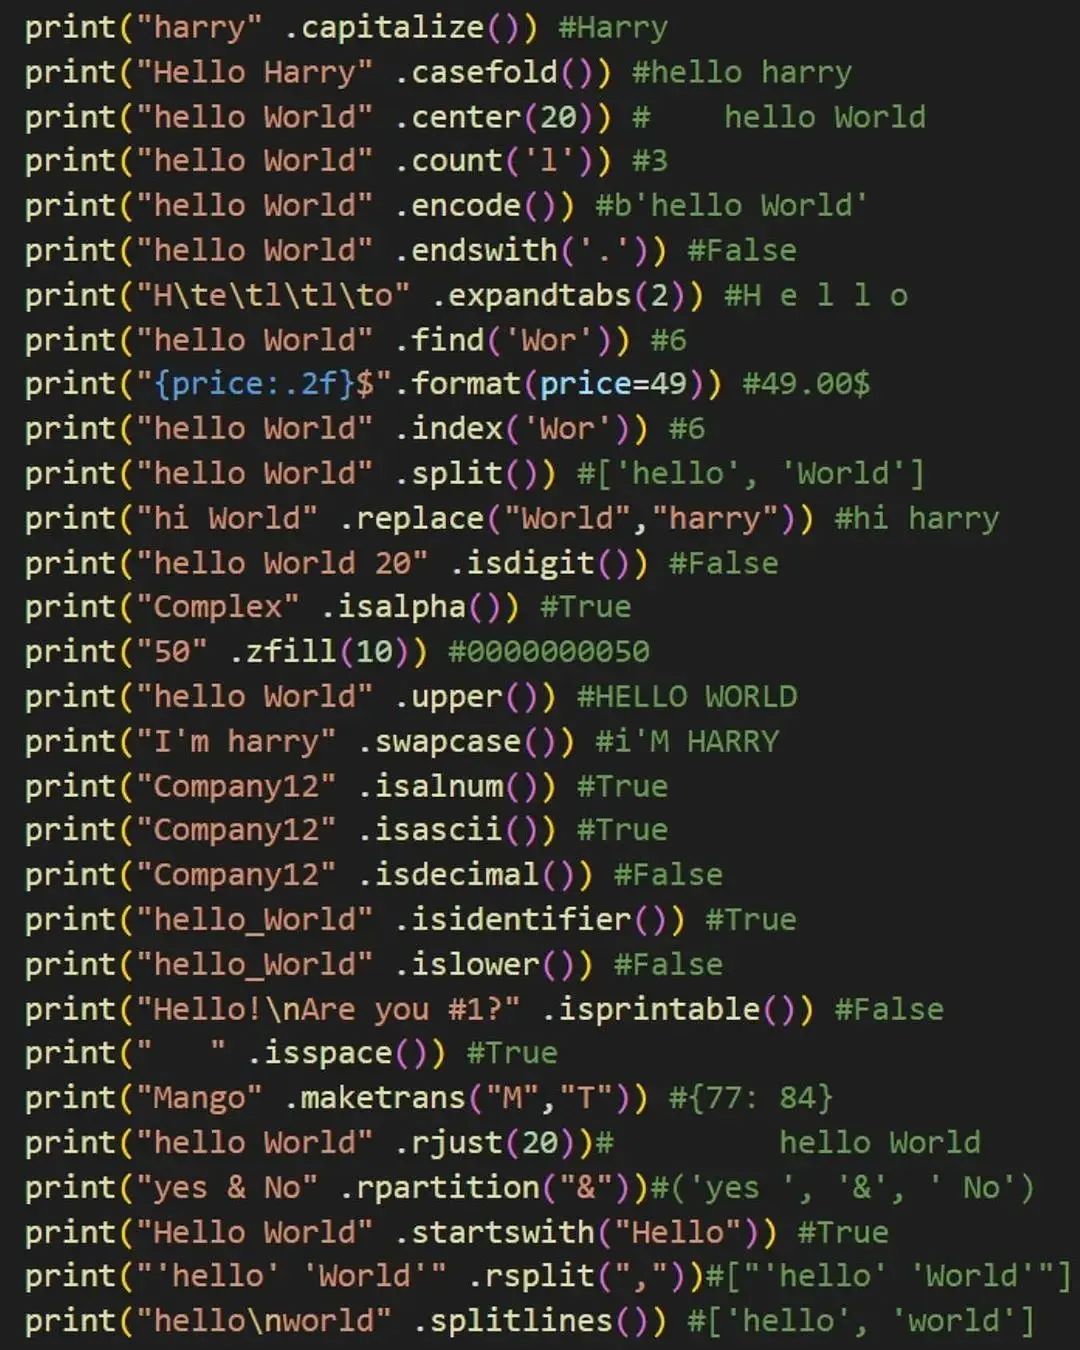 print("harry" .capitalize()) #Harry
print("Hello Harry" .casefold()) #hello harry
print("hello World" .center(20)) #    hello World
print("hello World" .count('l')) #3
print("hello World" .encode()) #b'hello World'
print("hello World" .endswith('.')) #False
print("H\te\tl\tl\to" .expandtabs(2)) #H e l l o
print("hello World" .find('Wor')) #6
print("{price:.2f}$".format(price=49)) #49.00$
print("hello World" .index('Wor')) #6
print("hello World" .split()) #['hello', 'World']
print("hi World" .replace("World","harry")) #hi harry
print("hello World 20" .isdigit()) #False
print("Complex" .isalpha()) #True
print("50" .zfill(10)) #0000000050
print("hello World" .upper()) #HELLO WORLD
print("I'm harry" .swapcase()) #i'M HARRY
print("Company12" .isalnum()) #True
print("Company12" .isascii()) #True
print("Company12" .isdecimal()) #False
print("hello_World" .isidentifier()) #True
print("hello_World" .islower()) #False
print("Hello!\nAre you #1?" .isprintable()) #False
print("   " .isspace()) #True
print("Mango" .maketrans("M","T")) #{77: 84}
print("hello World" .rjust(20))#         hello World
print("yes & No" .rpartition("&"))#('yes ', '&', ' No')
print("Hello World" .startswith("Hello")) #True
print("'hello' 'World'" .rsplit(","))#["'hello' 'World'"]
print("hello\nworld" .splitlines()) #['hello', 'world']